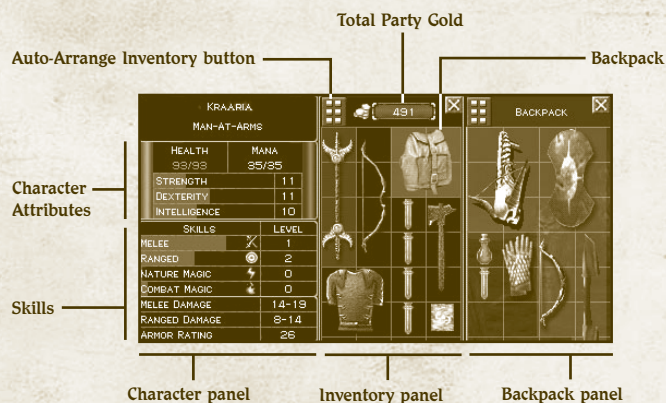 Total Party Gold
Auto-Arrange Inventory button
Backpack
Kraaria
Man-At-Arms
491
Backpack
Health
Mana
93/93
35/35
Character
Attributes
Strength 11
Dexterity 11
Intelligence 10
Skills Level
Melee 1
Ranged 2
Nature Magic 0
Combat Magic 0
Skills
Melee Damage 14-19
Ranged Damage 8-14
Armor Rating 26
Character panel
Inventory panel
Backpack panel